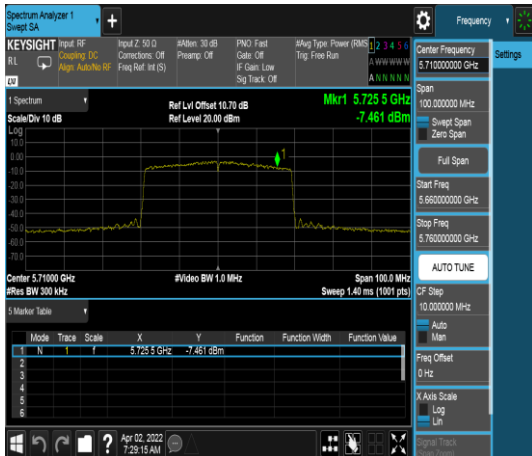 Spectrum Analyzer 1
Swept SA
Frequency
KEYSIGHT
RL
Input: RF
Coupling: DC
Align: Auto/No RF
Input Z: 50 Ω
Corrections: Off
Freq Ref: Int (S)
#Atten: 30 dB
Preamp: Off
PNO: Fast
Gate: Off
IF Gain: Low
Sig Track: Off
#Avg Type: Power (RMS
Trig: Free Run
1 2 3 4 5 6
A W W W W W
A N N N N N
LXI
Settings
Center Frequency
5.710000000 GHz
Span
100.000000 MHz
Swept Span
Zero Span
Full Span
Start Freq
5.660000000 GHz
Stop Freq
5.760000000 GHz
AUTO TUNE
CF Step
10.000000 MHz
Auto
Man
Freq Offset
0 Hz
X Axis Scale
Log
Lin
Signal Track
(Span Zoom)
1 Spectrum
Scale/Div 10 dB
Ref Lvl Offset 10.70 dB
Ref Level 20.00 dBm
Mkr1 5.725 5 GHz
-7.461 dBm
Log
10.0
0.00
-10.0
-20.0
-30.0
-40.0
-50.0
-60.0
-70.0
1
Center 5.71000 GHz
#Res BW 300 kHz
#Video BW 1.0 MHz
Span 100.0 MHz
Sweep 1.40 ms (1001 pts)
5 Marker Table
Mode Trace Scale X Y Function Function Width Function Value
1 N 1 f 5.725 5 GHz -7.461 dBm
2
3
4
5
6
?
Apr 02, 2022
7:29:15 AM